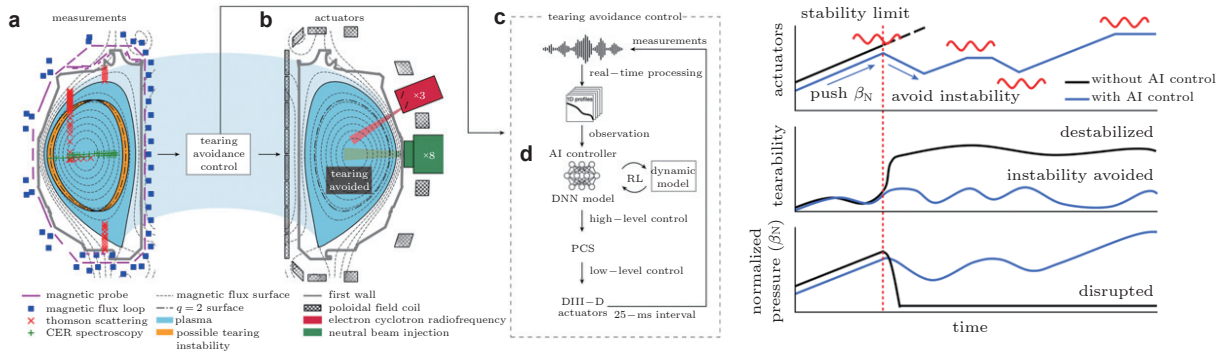 a
measurements
b
actuators
tearing
avoidance
control
×3
×8
tearing
avoided
magnetic probe
magnetic flux loop
thomson scattering
CER spectroscopy
magnetic flux surface
q = 2 surface
plasma
possible tearing
instability
first wall
poloidal field coil
electron cyclotron radiofrequency
neutral beam injection
c
tearing avoidance control
measurements
real−time processing
1D profiles
observation
d
AI controller
RL
dynamic
model
DNN model
high−level control
PCS
low−level control
DIII−D
actuators
25−ms interval
stability limit
actuators
push βN
avoid instability
without AI control
with AI control
tearability
destabilized
instability avoided
normalized
pressure (βN)
disrupted
time